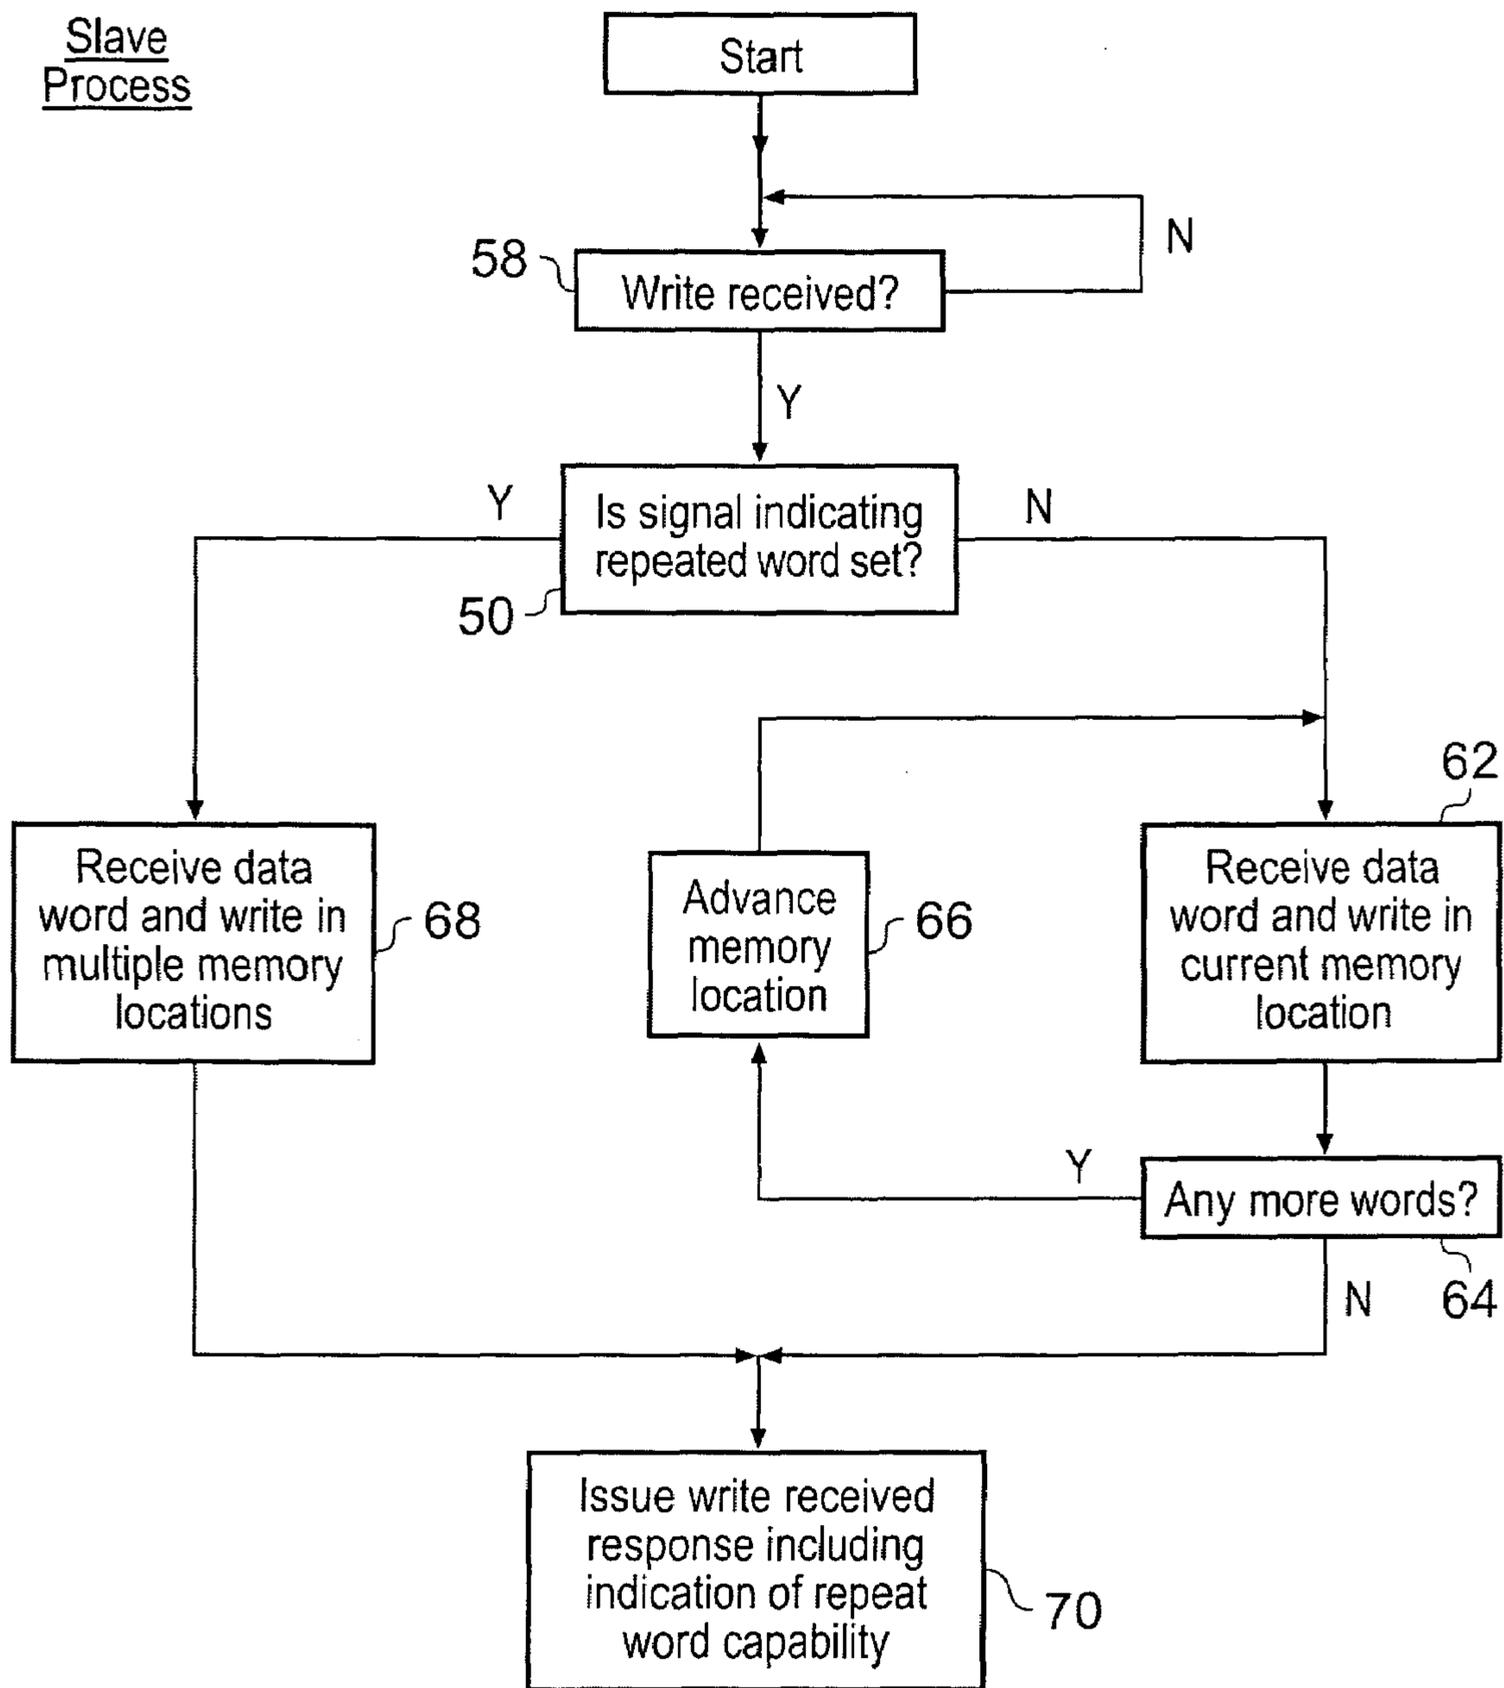 Slave
Process
Start
N
58
Write received?
Y
Y
Is signal indicating
repeated word set?
N
50
62
Receive data
word and write in
multiple memory
locations
68
Advance
memory
location
66
Receive data
word and write in
current memory
location
Y
Any more words?
N
64
Issue write received
response including
indication of repeat
word capability
70